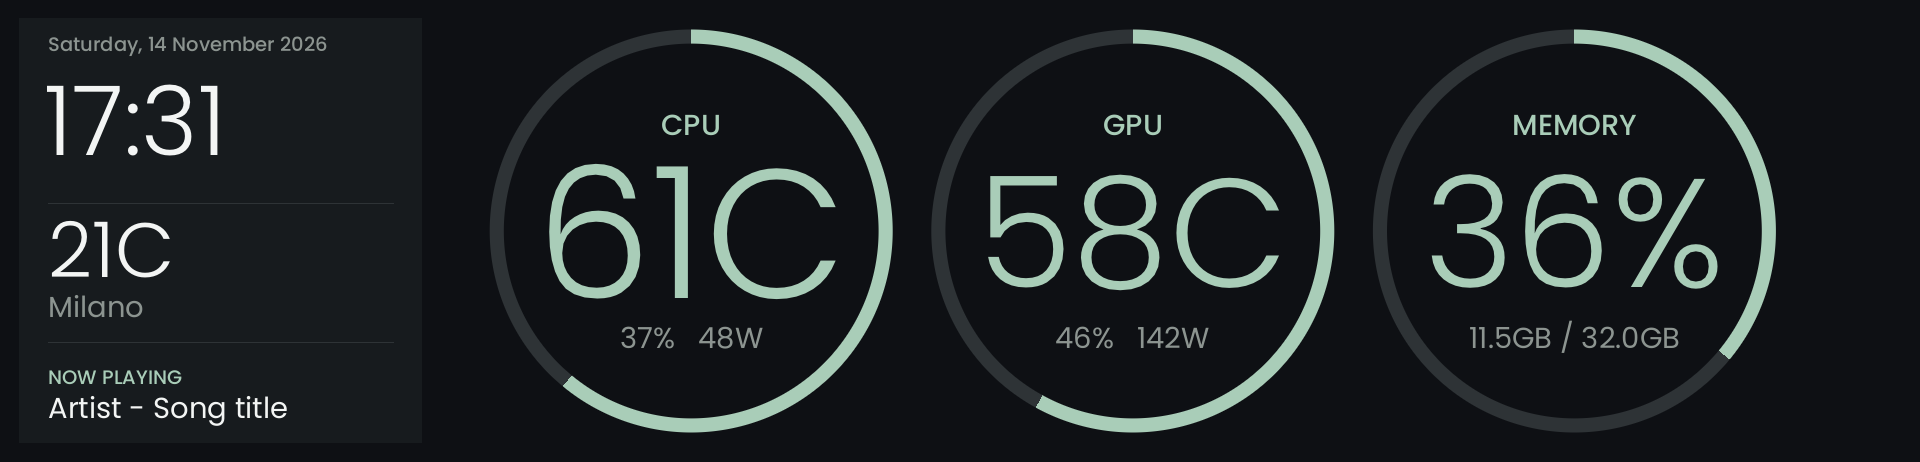 Saturday, 14 November 2026
17:31
21C
Milano
NOW PLAYING
Artist - Song title
CPU
61C
37% 48W
GPU
58C
46% 142W
MEMORY
36%
11.5GB / 32.0GB